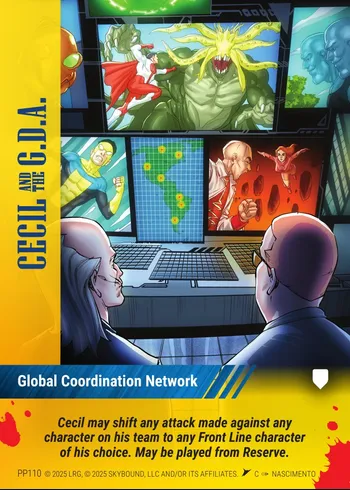 CECIL AND THE G.D.A.
Global Coordination Network
Cecil may shift any attack made against any
character on his team to any Front Line character
of his choice. May be played from Reserve.
PP110 © 2025 LRG, © 2025 SKYBOUND, LLC AND/OR ITS AFFILIATES. C NASCIMENTO